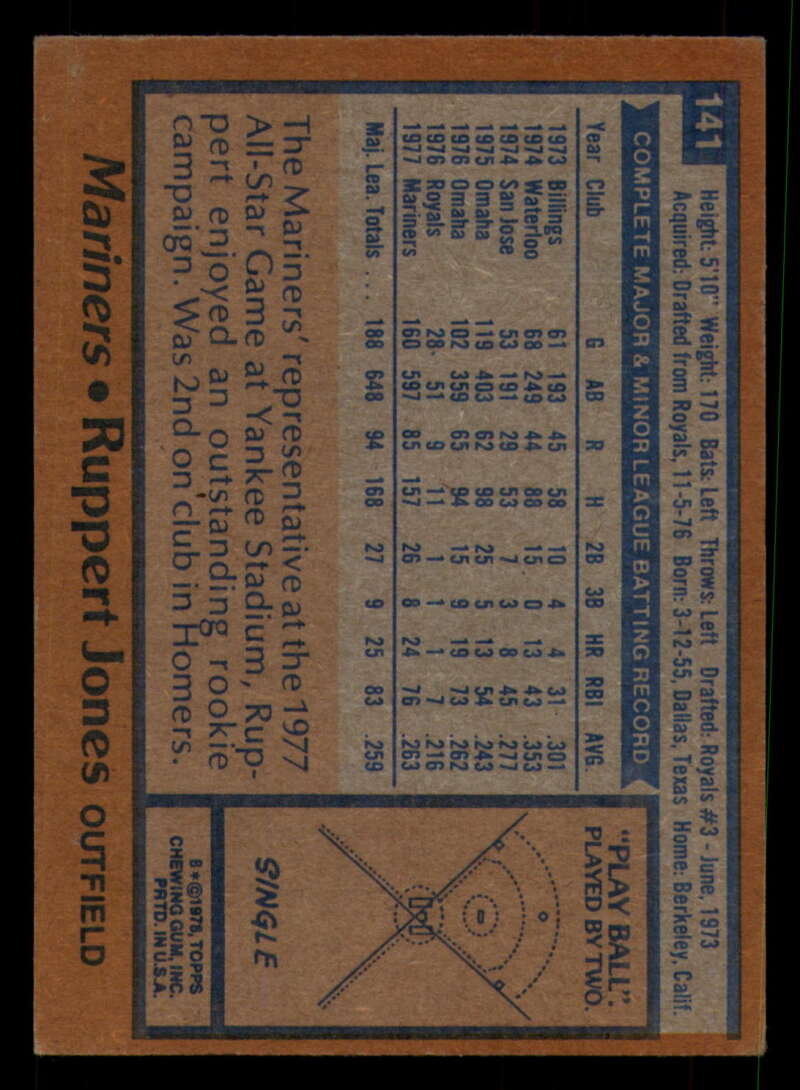 141
Height: 5'10" Weight: 170 Bats: Left Throws: Left Drafted: Royals #3 - June, 1973
Acquired: Drafted from Royals, 11-5-76 Born: 3-12-55, Dallas, Texas Home: Berkeley, Calif.
COMPLETE MAJOR & MINOR LEAGUE BATTING RECORD
Year Club G AB R H 2B 3B HR RBI AVG.
1973 Billings 61 193 45 58 10 4 4 31 .301
1974 Waterloo 68 249 44 88 15 0 13 43 .353
1974 San Jose 53 191 29 53 7 3 8 45 .277
1975 Omaha 119 403 62 98 25 5 13 54 .243
1976 Omaha 102 359 65 94 15 9 19 73 .262
1976 Royals 28 51 9 11 1 1 1 7 .216
1977 Mariners 160 597 85 157 26 8 24 76 .263
Maj. Lea. Totals ... 188 648 94 168 27 9 25 83 .259
The Mariners' representative at the 1977
All-Star Game at Yankee Stadium, Rup-
pert enjoyed an outstanding rookie
campaign. Was 2nd on club in Homers.
"PLAY BALL"
PLAYED BY TWO.
SINGLE
B*©1978, TOPPS
CHEWING GUM, INC.
PRTD. IN U.S.A.
Mariners • Ruppert Jones OUTFIELD